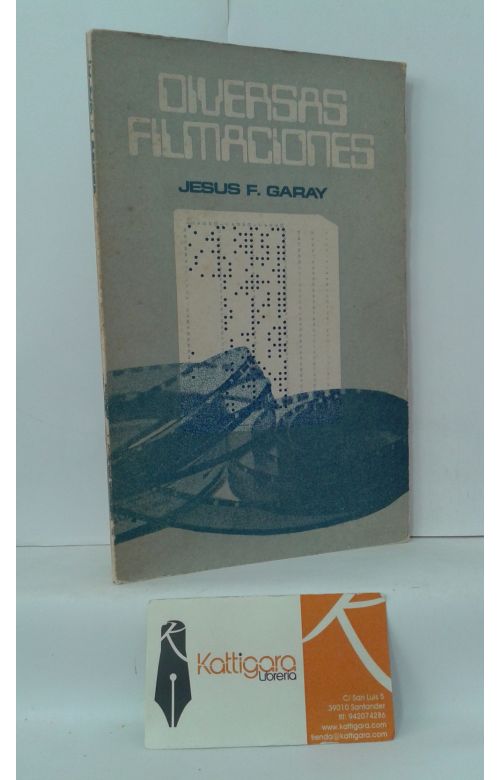 DIVERSAS
FILMACIONES
JESUS F. GARAY
Kattigara
Librería
C/ San Luis 5
39010 Santander
tlf: 942074286
www.kattigara.com
tienda@kattigara.com